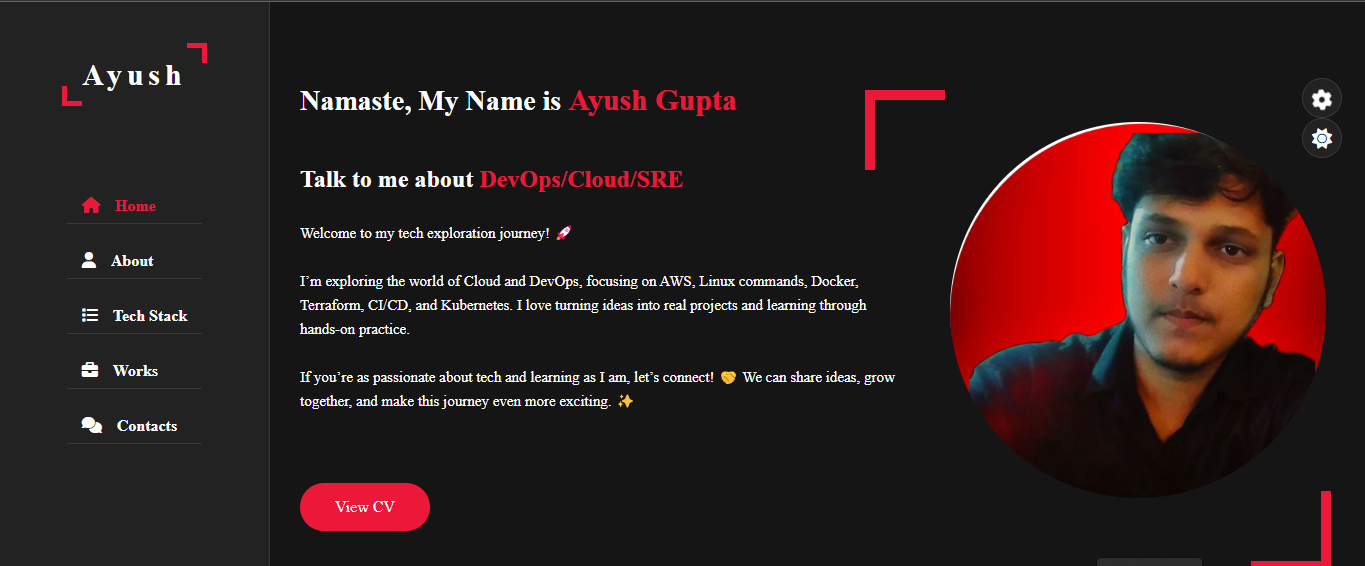 Ayush
Home
About
Tech Stack
Works
Contacts
Namaste, My Name is Ayush Gupta
Talk to me about DevOps/Cloud/SRE
Welcome to my tech exploration journey! 🚀
I’m exploring the world of Cloud and DevOps, focusing on AWS, Linux commands, Docker,
Terraform, CI/CD, and Kubernetes. I love turning ideas into real projects and learning through
hands-on practice.
If you’re as passionate about tech and learning as I am, let’s connect! 🤝 We can share ideas, grow
together, and make this journey even more exciting. ✨
View CV